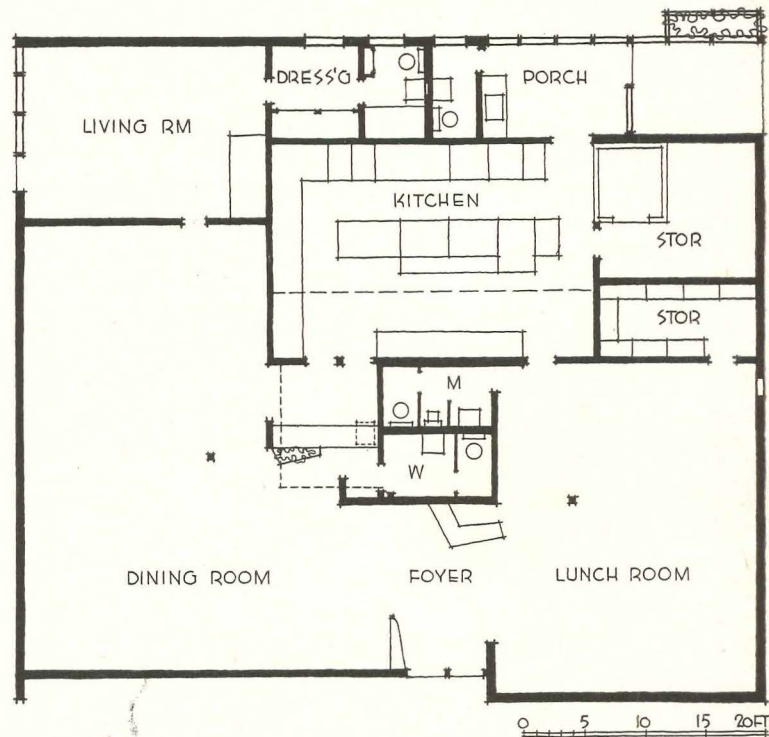 DRESS'G
PORCH
LIVING RM
KITCHEN
STOR
STOR
M
W
DINING ROOM
FOYER
LUNCH ROOM
0 5 10 15 20FT